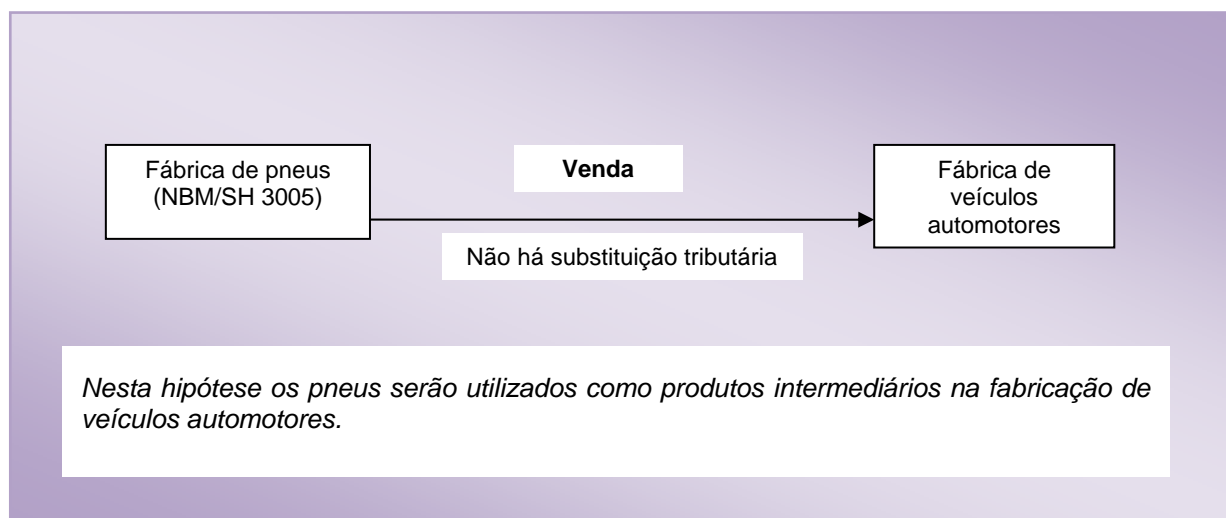 Fábrica de pneus
(NBM/SH 3005)
Venda
Não há substituição tributária
Fábrica de
veículos
automotores
Nesta hipótese os pneus serão utilizados como produtos intermediários na fabricação de
veículos automotores.